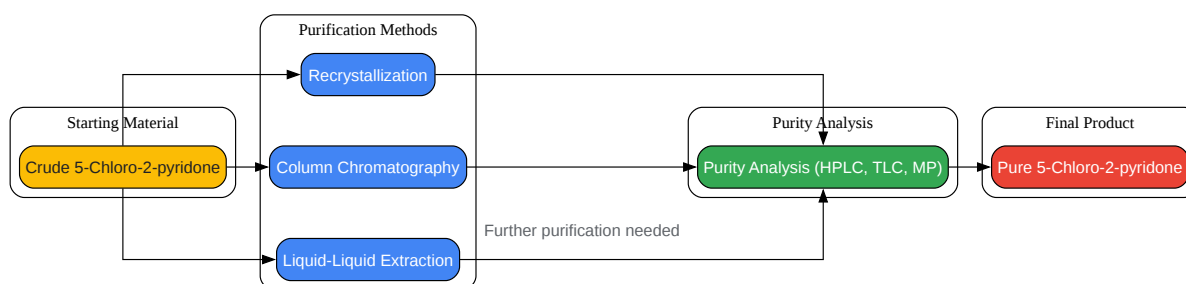 Purification Methods
Recrystallization
Starting Material
Crude 5-Chloro-2-pyridone
Column Chromatography
Liquid-Liquid Extraction
Further purification needed
Purity Analysis
Purity Analysis (HPLC, TLC, MP)
Final Product
Pure 5-Chloro-2-pyridone